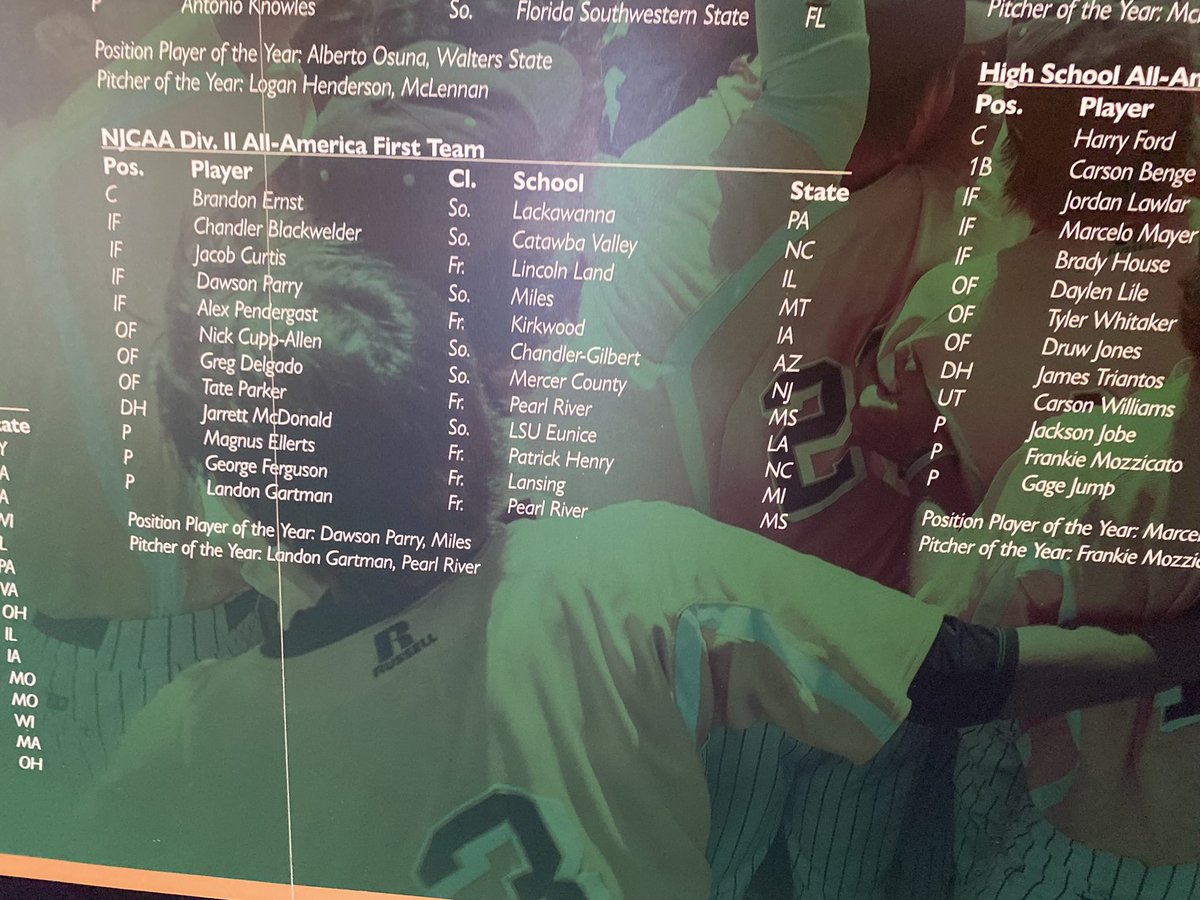 P Antonio Knowles So. Florida Southwestern State FL
Position Player of the Year: Alberto Osuna, Walters State
Pitcher of the Year: Logan Henderson, McLennan
NJCAA Div. II All-America First Team
Pos. Player Cl. School State
C Brandon Ernst So. Lackawanna PA
IF Chandler Blackwelder So. Catawba Valley NC
IF Jacob Curtis Fr. Lincoln Land IL
IF Dawson Parry So. Miles MT
IF Alex Pendergast Fr. Kirkwood IA
OF Nick Cupp-Allen So. Chandler-Gilbert AZ
OF Greg Delgado So. Mercer County NJ
OF Tate Parker Fr. Pearl River MS
DH Jarrett McDonald So. LSU Eunice LA
P Magnus Ellerts Fr. Patrick Henry NC
P George Ferguson Fr. Lansing MI
P Landon Gartman Fr. Pearl River MS
Position Player of the Year: Dawson Parry, Miles
Pitcher of the Year: Landon Gartman, Pearl River
Pitcher of the Year:
High School
Pos. Player
C Harry Ford
1B Carson Benge
IF Jordan Lawlar
IF Marcelo Mayer
IF Brady House
OF Daylen Lile
OF Tyler Whitaker
OF Druw Jones
DH James Triantos
UT Carson Williams
P Jackson Jobe
P Frankie Mozzicato
P Gage Jump
Position Player of the Year:
Pitcher of the Year: Frankie
PA
VA
OH
IL
IA
MO
MO
WI
MA
OH
R
RUSSELL
2
3